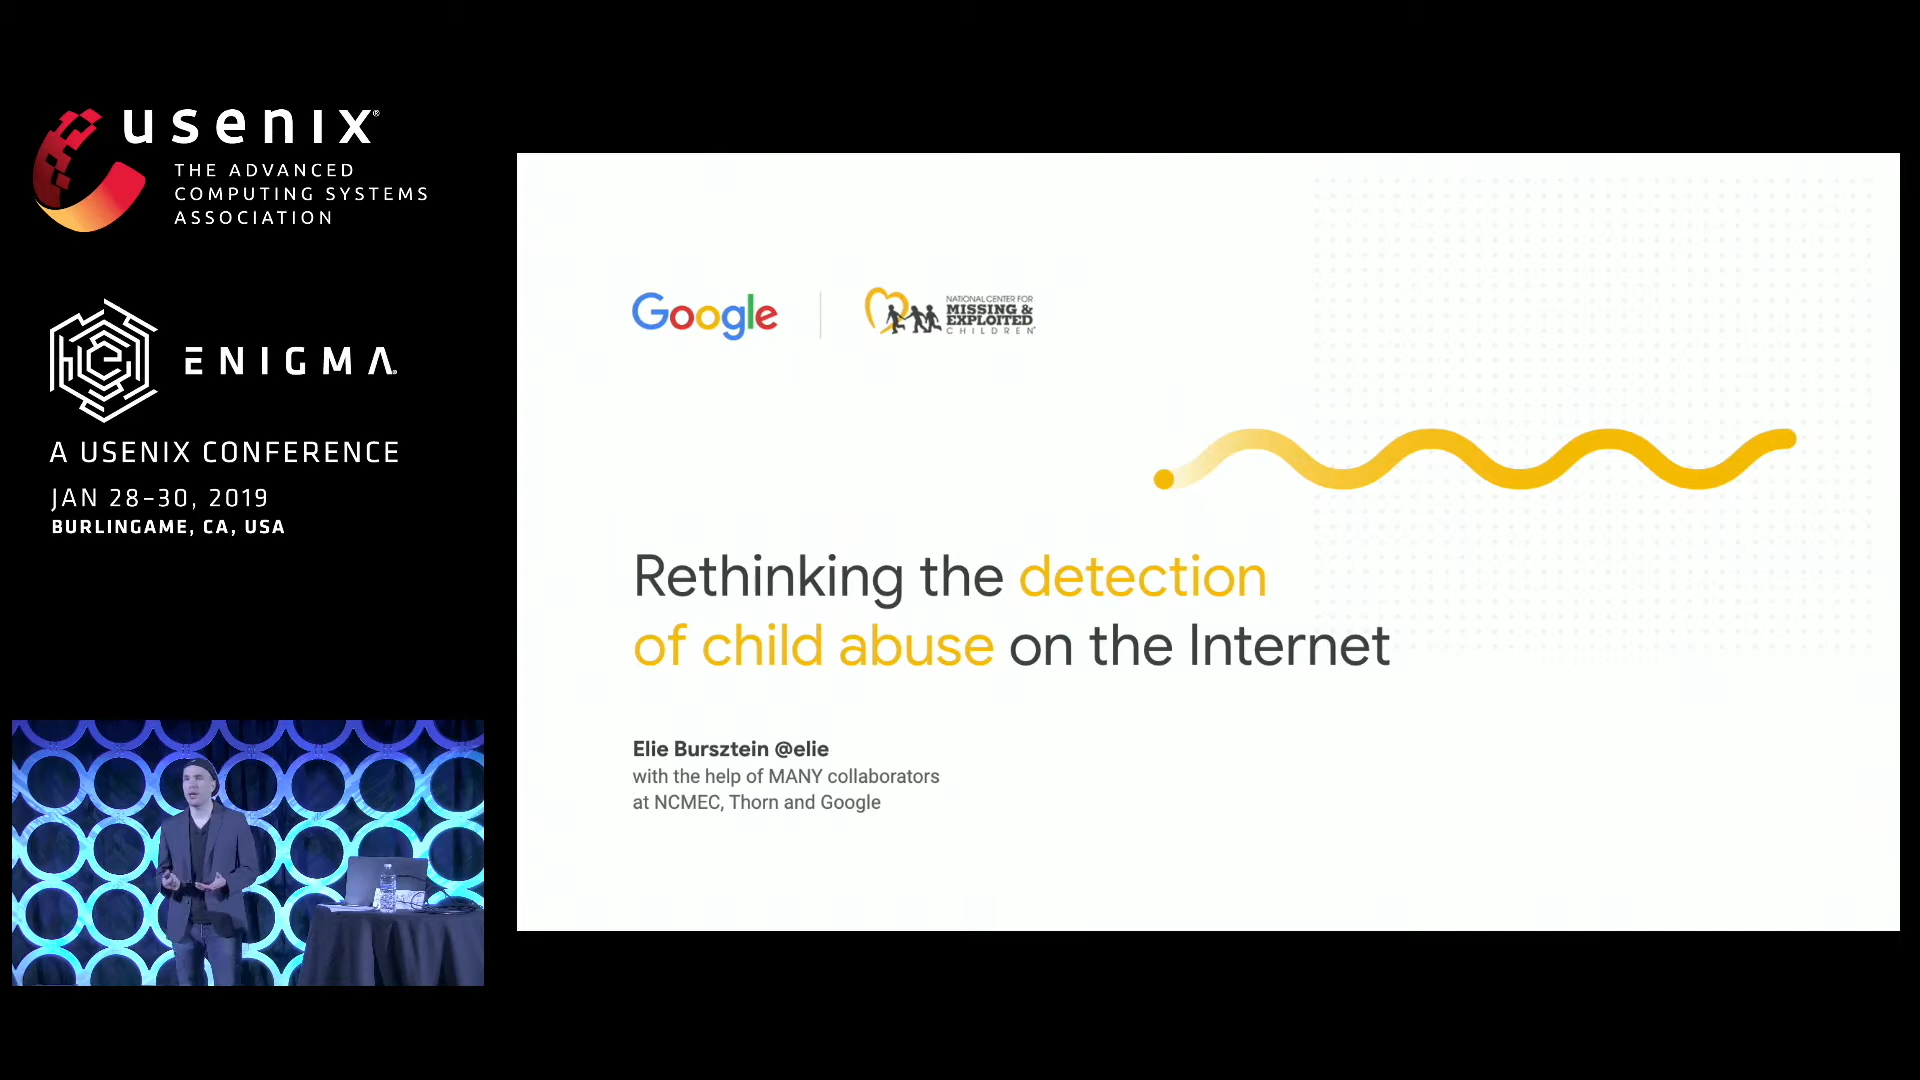 usenix®
THE ADVANCED
COMPUTING SYSTEMS
ASSOCIATION
ENIGMA®
A USENIX CONFERENCE
JAN 28–30, 2019
BURLINGAME, CA, USA
Google
NATIONAL CENTER FOR
MISSING &
EXPLOITED
CHILDREN®
Rethinking the detection
of child abuse on the Internet
Elie Bursztein @elie
with the help of MANY collaborators
at NCMEC, Thorn and Google